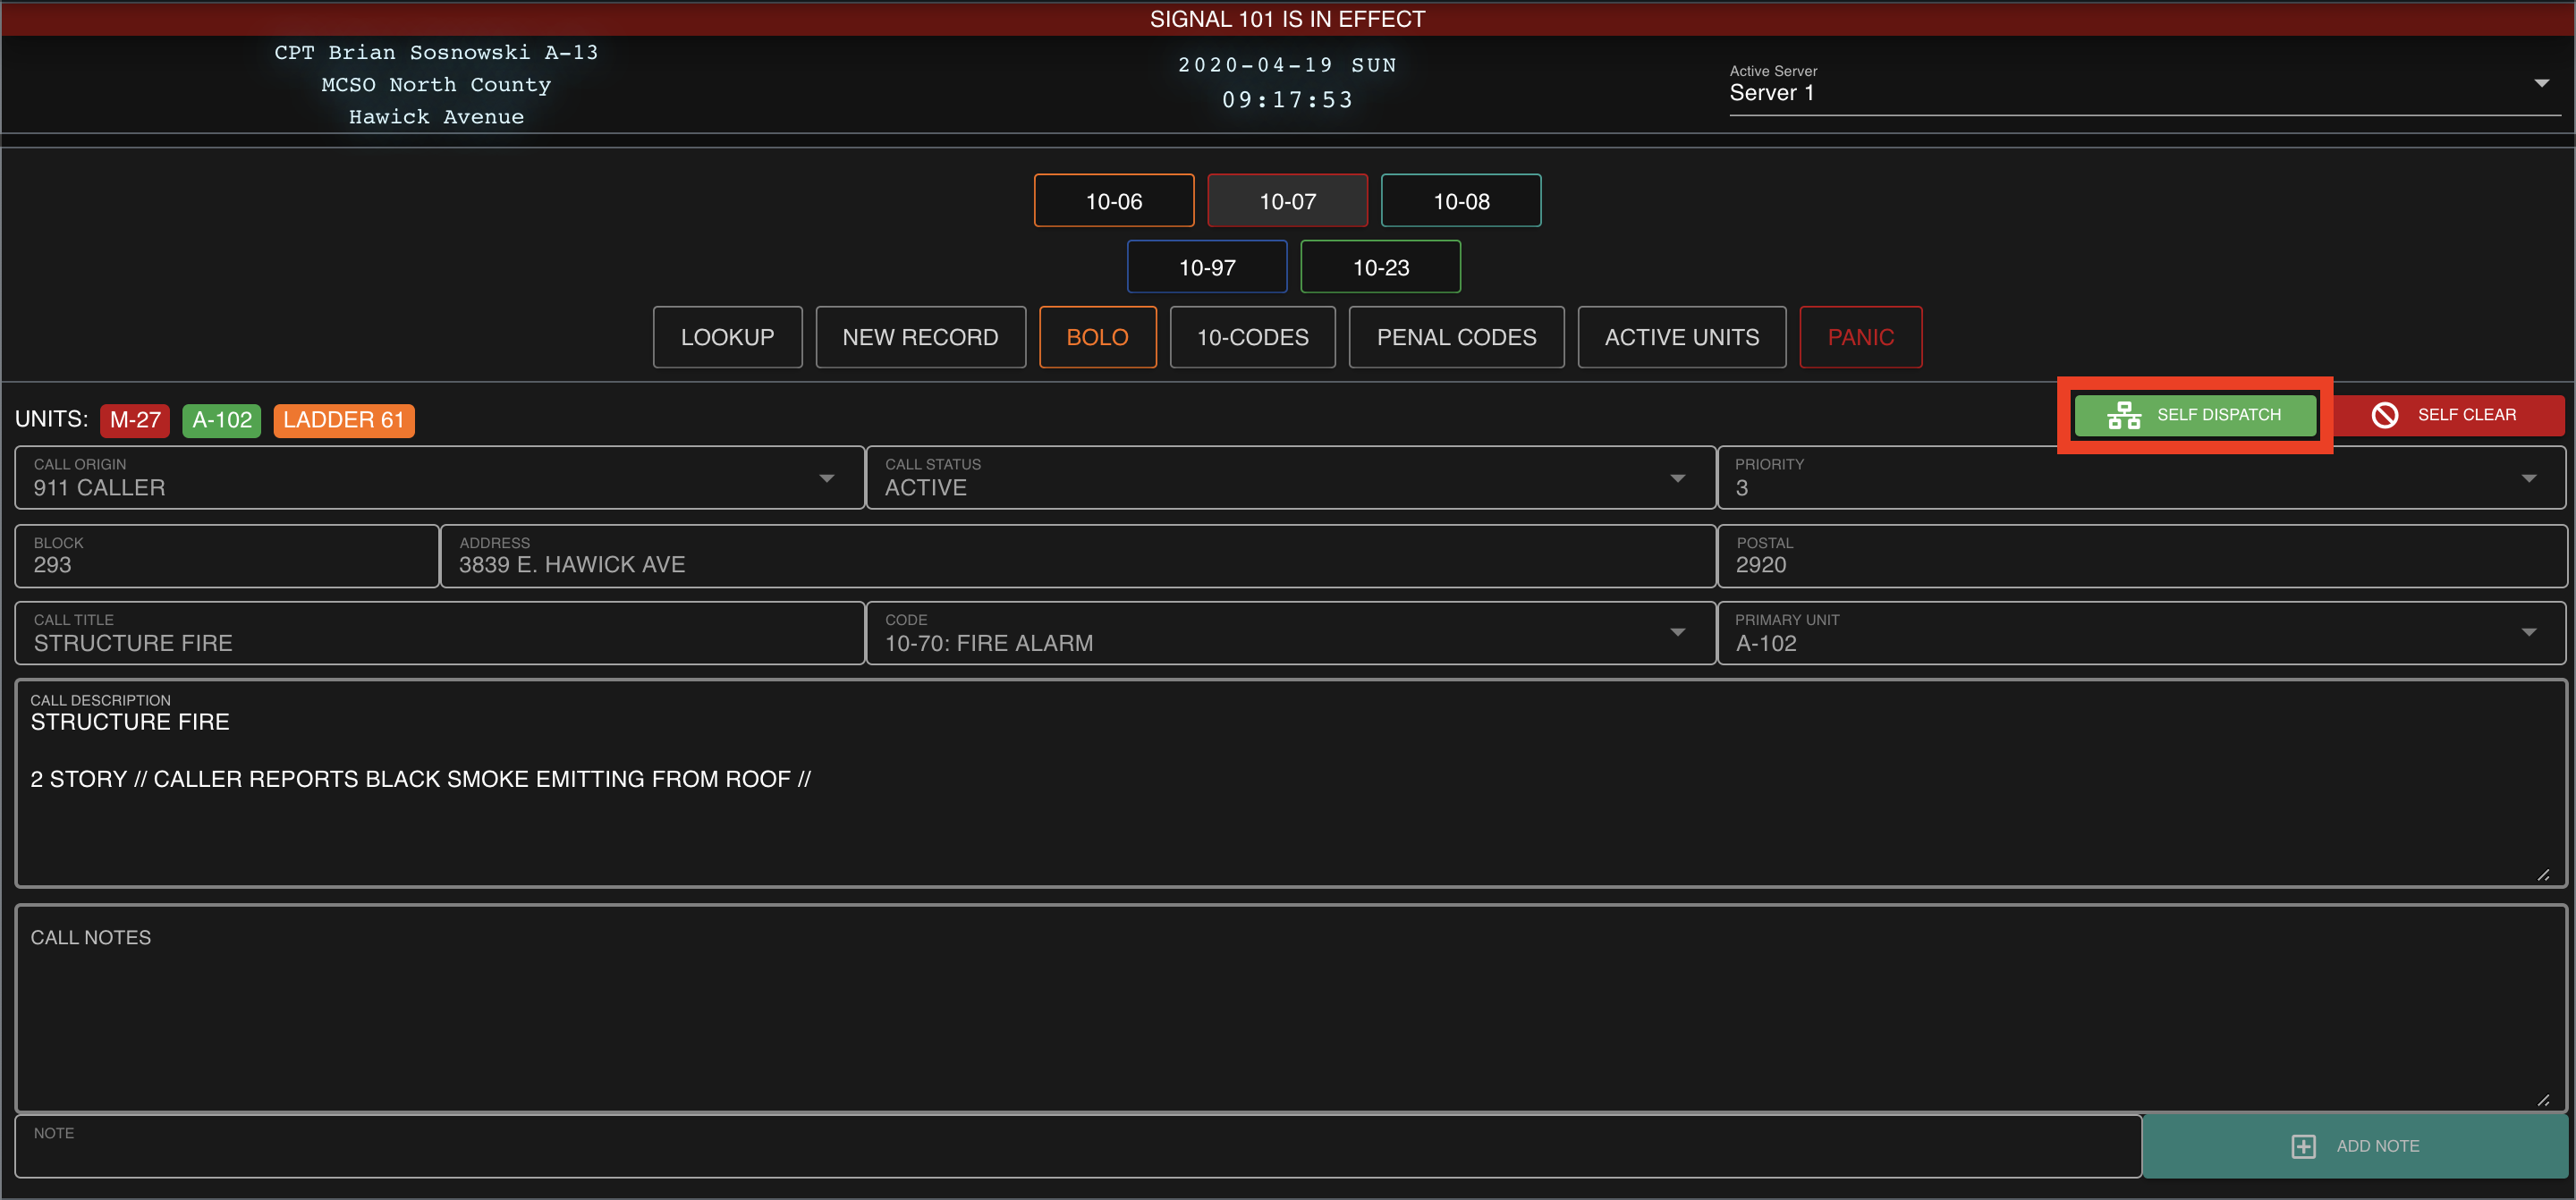 SIGNAL 101 IS IN EFFECT
CPT Brian Sosnowski A-13
MCSO North County
Hawick Avenue
2020-04-19 SUN
09:17:53
Active Server
Server 1
10-06
10-07
10-08
10-97
10-23
LOOKUP
NEW RECORD
BOLO
10-CODES
PENAL CODES
ACTIVE UNITS
PANIC
UNITS: M-27 A-102 LADDER 61
SELF DISPATCH
SELF CLEAR
CALL ORIGIN
911 CALLER
CALL STATUS
ACTIVE
PRIORITY
3
BLOCK
293
ADDRESS
3839 E. HAWICK AVE
POSTAL
2920
CALL TITLE
STRUCTURE FIRE
CODE
10-70: FIRE ALARM
PRIMARY UNIT
A-102
CALL DESCRIPTION
STRUCTURE FIRE
2 STORY // CALLER REPORTS BLACK SMOKE EMITTING FROM ROOF //
CALL NOTES
NOTE
ADD NOTE